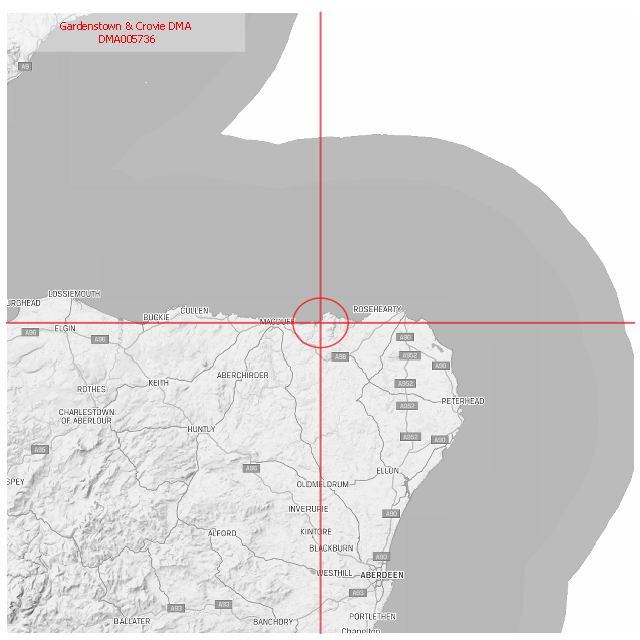 Gardenstown & Crovie DMA
DMA005736
A9
LOSSIEMOUTH
URGHEAD
CULLEN
ROSEHEARTY
BUCKIE
MACDUFF
ELGIN
A96
A96
A90
A952
A98
A90
ABERCHIRDER
KEITH
A952
ROTHES
PETERHEAD
A952
CHARLESTOWN
OF ABERLOUR
HUNTLY
A952
A90
A95
A96
ELLON
SPEY
OLDMELDRUM
INVERURIE
A90
ALFORD
KINTORE
BLACKBURN
A90
WESTHILL
ABERDEEN
A93
A93
A93
BALLATER
BANCHORY
PORTLETHEN
Chapelton